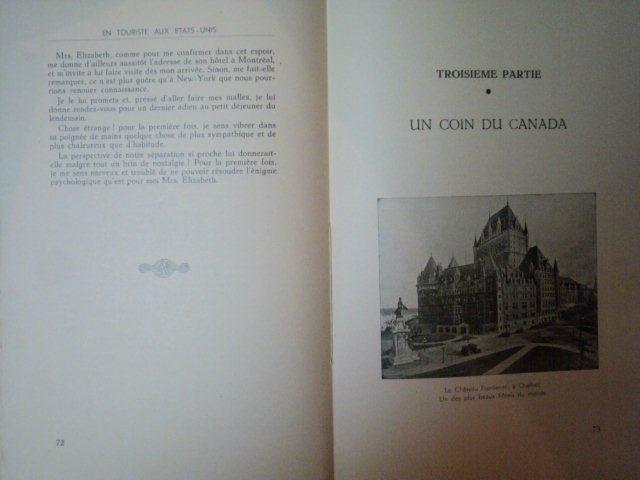 EN TOURISTE AUX ETATS-UNIS
Mrs. Elizabeth, comme pour me confirmer dans cet espoir,
me donne d'ailleurs aussitôt l'adresse de son hôtel à Montréal,
et m'invite à lui faire visite dès mon arrivée. Sinon, me fait-elle
remarquer, ce n'est plus guère qu'à New-York que nous pour-
rions renouer connaissance.
Je le lui promets et, pressé d'aller faire mes malles, je lui
donne rendez-vous pour un dernier adieu au petit déjeuner du
lendemain.
Chose étrange ! pour la première fois, je sens vibrer dans
sa poignée de mains quelque chose de plus sympathique et de
plus chaleureux que d'habitude.
La perspective de notre séparation si proche lui donnerait-
elle malgré tout un brin de nostalgie ! Pour la première fois,
je me sens nerveux et troublé de ne pouvoir résoudre l'énigme
psychologique qu'est pour moi Mrs. Elizabeth.
72
TROISIEME PARTIE
UN COIN DU CANADA
Le Château Frontenac, à Québec
Un des plus beaux hôtels du monde
73